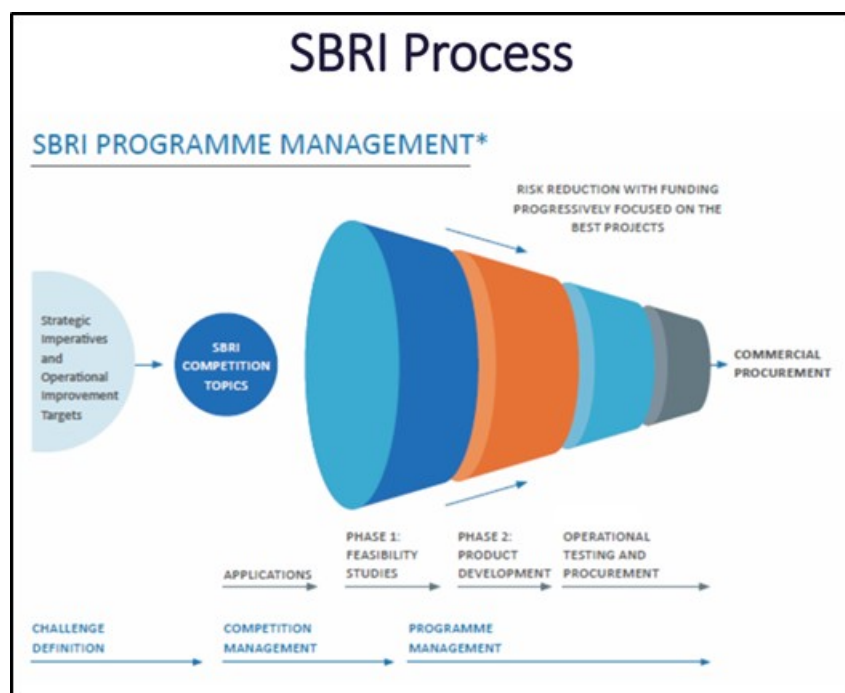 SBRI Process
SBRI PROGRAMME MANAGEMENT*
RISK REDUCTION WITH FUNDING
PROGRESSIVELY FOCUSED ON THE
BEST PROJECTS
Strategic
Imperatives
and
Operational
Improvement
Targets
SBRI
COMPETITION
TOPICS
COMMERCIAL
PROCUREMENT
APPLICATIONS
PHASE 1:
FEASIBILITY
STUDIES
PHASE 2:
PRODUCT
DEVELOPMENT
OPERATIONAL
TESTING AND
PROCUREMENT
CHALLENGE
DEFINITION
COMPETITION
MANAGEMENT
PROGRAMME
MANAGEMENT